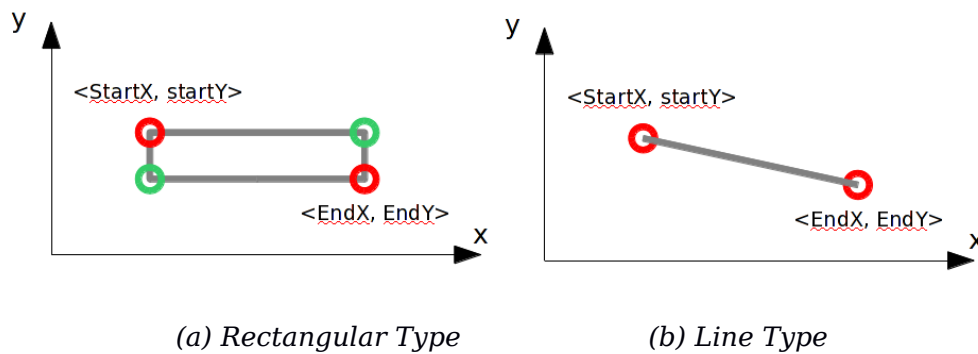 y
<StartX, startY>
<EndX, EndY>
x
(a) Rectangular Type
y
<StartX, startY>
<EndX, EndY>
x
(b) Line Type